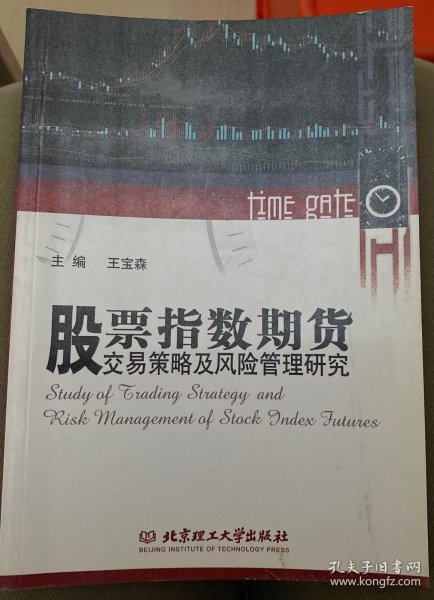 time gate
主编 王宝森
股票指数期货
交易策略及风险管理研究
Study of Trading Strategy and
Risk Management of Stock Index Futures
北京理工大学出版社
BEIJING INSTITUTE OF TECHNOLOGY PRESS
孔夫子旧书网
www.kongfz.com